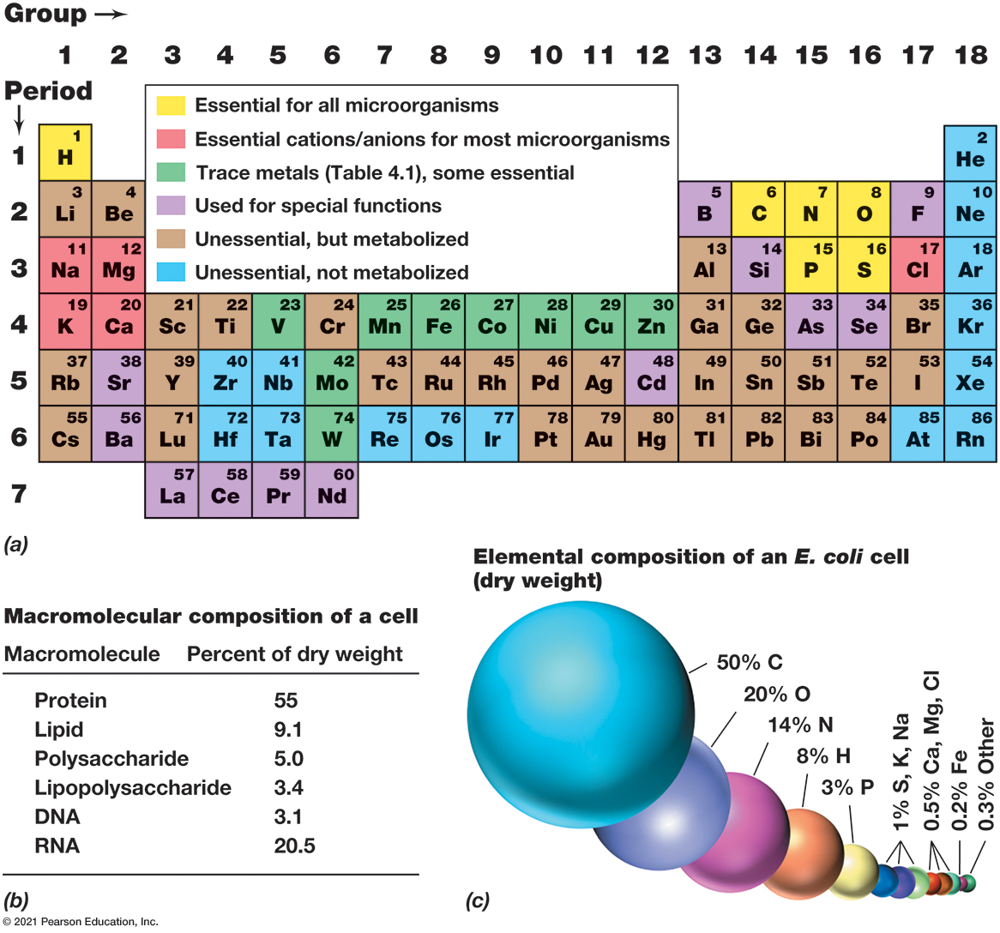 Group →
1 2 3 4 5 6 7 8 9 10 11 12 13 14 15 16 17 18
Period
↓
Essential for all microorganisms
Essential cations/anions for most microorganisms
Trace metals (Table 4.1), some essential
Used for special functions
Unessential, but metabolized
Unessential, not metabolized
1
1 2
H He
2
3 4 5 6 7 8 9 10
Li Be B C N O F Ne
3
11 12 13 14 15 16 17 18
Na Mg Al Si P S Cl Ar
4
19 20 21 22 23 24 25 26 27 28 29 30 31 32 33 34 35 36
K Ca Sc Ti V Cr Mn Fe Co Ni Cu Zn Ga Ge As Se Br Kr
5
37 38 39 40 41 42 43 44 45 46 47 48 49 50 51 52 53 54
Rb Sr Y Zr Nb Mo Tc Ru Rh Pd Ag Cd In Sn Sb Te I Xe
6
55 56 71 72 73 74 75 76 77 78 79 80 81 82 83 84 85 86
Cs Ba Lu Hf Ta W Re Os Ir Pt Au Hg Tl Pb Bi Po At Rn
7
57 58 59 60
La Ce Pr Nd
(a)
Macromolecular composition of a cell
Macromolecule Percent of dry weight
Protein 55
Lipid 9.1
Polysaccharide 5.0
Lipopolysaccharide 3.4
DNA 3.1
RNA 20.5
(b)
Elemental composition of an E. coli cell
(dry weight)
50% C
20% O
14% N
8% H
3% P
1% S, K, Na
0.5% Ca, Mg, Cl
0.2% Fe
0.3% Other
(c)
© 2021 Pearson Education, Inc.